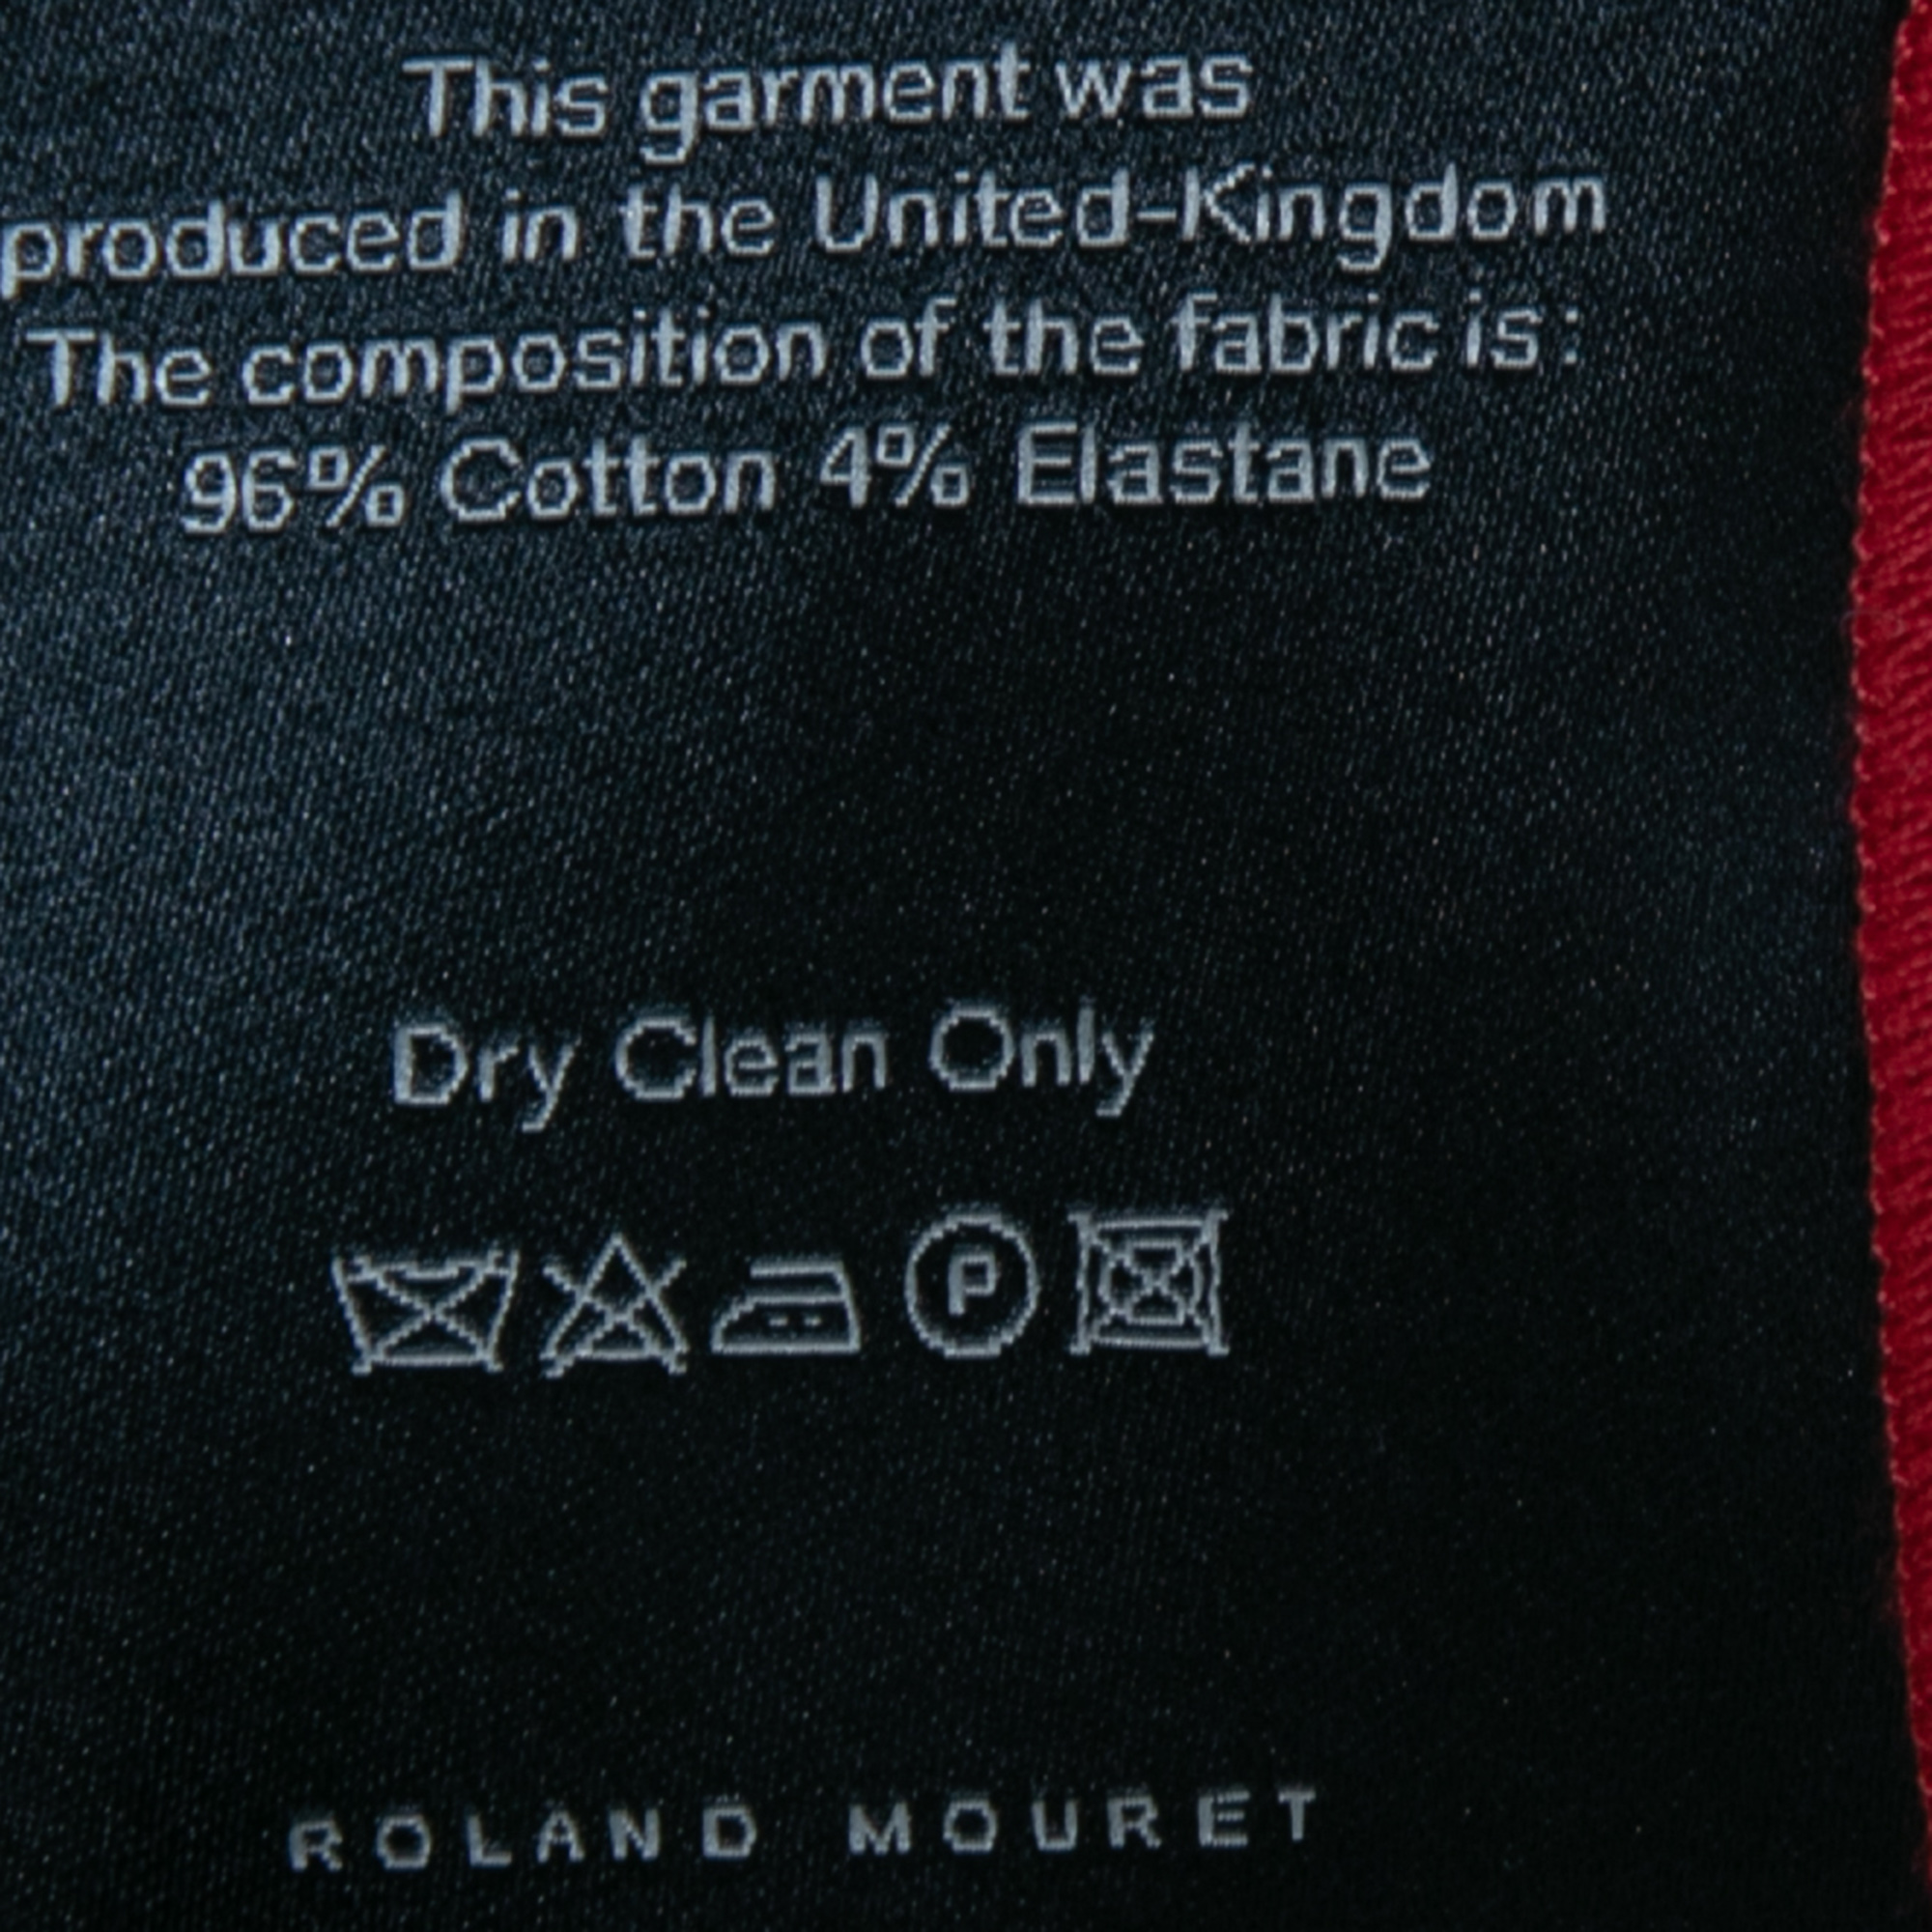 This garment was
produced in the United-Kingdom
The composition of the fabric is:
96% Cotton 4% Elastane
Dry Clean Only
P
ROLAND MOURET